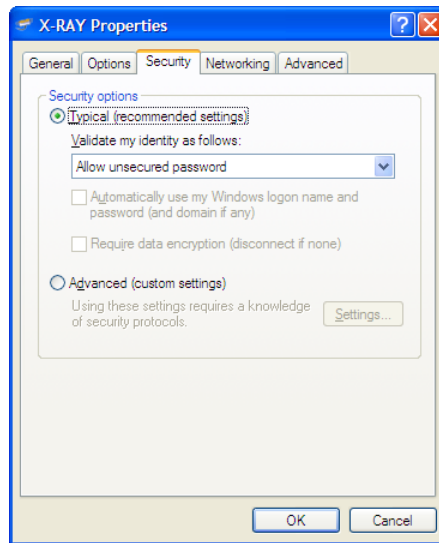 X-RAY Properties
General Options Security Networking Advanced
Security options
Typical (recommended settings)
Validate my identity as follows:
Allow unsecured password
Automatically use my Windows logon name and
password (and domain if any)
Require data encryption (disconnect if none)
Advanced (custom settings)
Using these settings requires a knowledge
of security protocols.
Settings...
OK Cancel